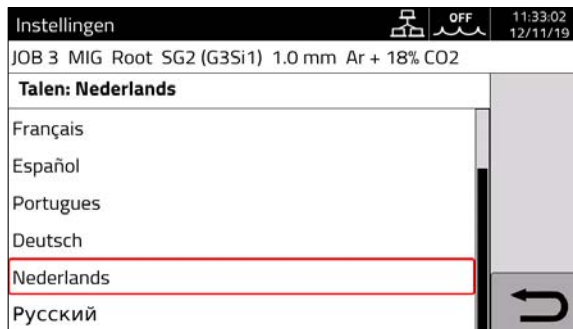 Instellingen
OFF
11:33:02
12/11/19
JOB 3 MIG Root SG2 (G3Si1) 1.0 mm Ar + 18% CO2
Talen: Nederlands
Français
Español
Portugues
Deutsch
Nederlands
Русский